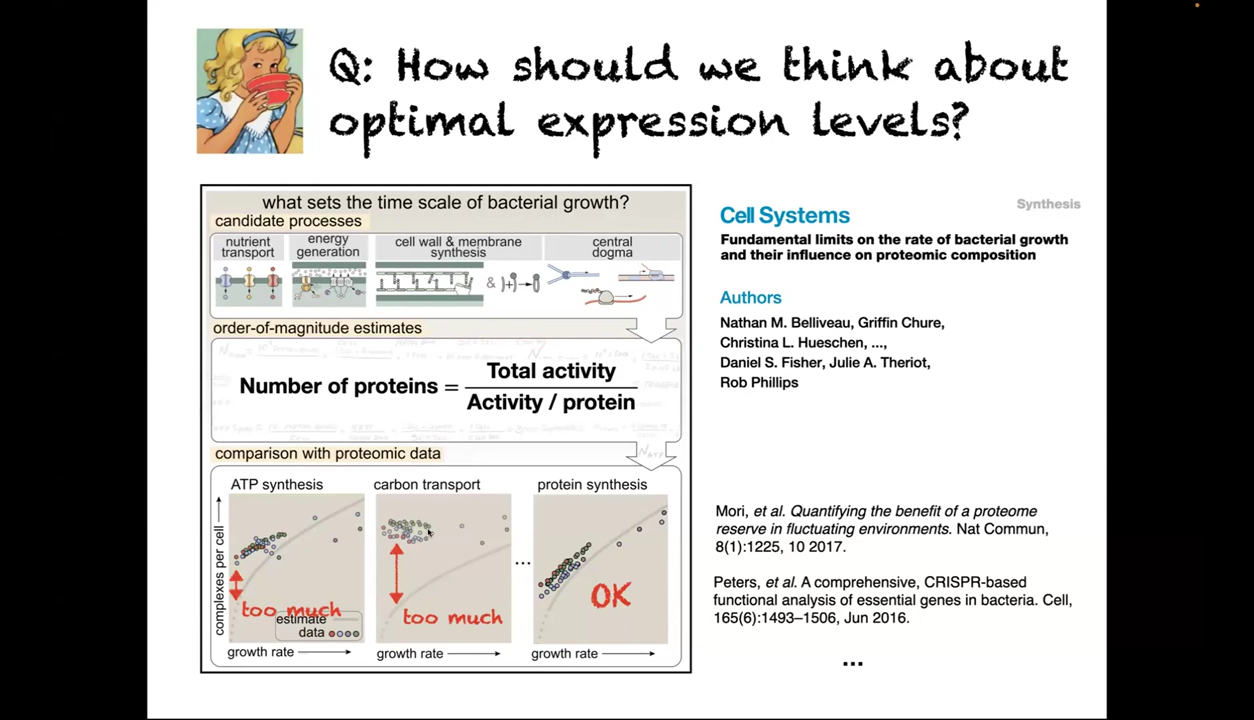 Q: How should we think about
optimal expression levels?
what sets the time scale of bacterial growth?
candidate processes
nutrient
transport
energy
generation
cell wall & membrane
synthesis
central
dogma
&
order-of-magnitude estimates
Number of proteins = Total activity
Activity / protein
comparison with proteomic data
ATP synthesis
carbon transport
protein synthesis
complexes per cell
too much
too much
...
OK
estimate
data
growth rate
growth rate
growth rate
Synthesis
Cell Systems
Fundamental limits on the rate of bacterial growth
and their influence on proteomic composition
Authors
Nathan M. Belliveau, Griffin Chure,
Christina L. Hueschen, ...,
Daniel S. Fisher, Julie A. Theriot,
Rob Phillips
Mori, et al. Quantifying the benefit of a proteome
reserve in fluctuating environments. Nat Commun,
8(1):1225, 10 2017.
Peters, et al. A comprehensive, CRISPR-based
functional analysis of essential genes in bacteria. Cell,
165(6):1493–1506, Jun 2016.
...